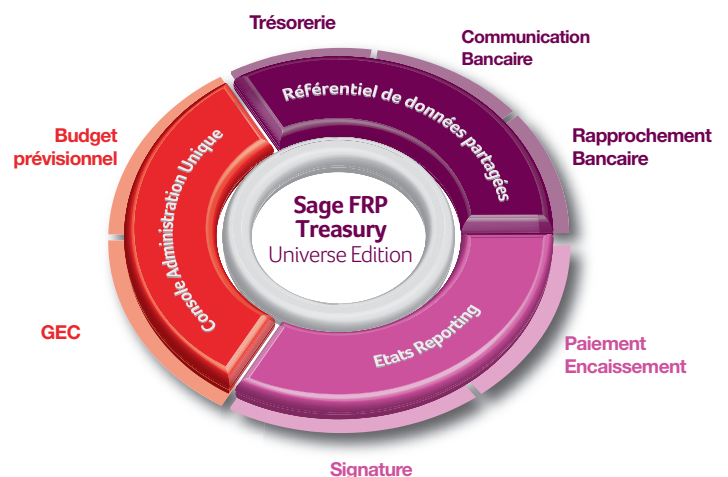 Trésorerie
Communication
Bancaire
Référentiel de données partagées
Budget
prévisionnel
Console Administration Unique
Rapprochement
Bancaire
Sage FRP
Treasury
Universe Edition
GEC
Etats Reporting
Paiement
Encaissement
Signature